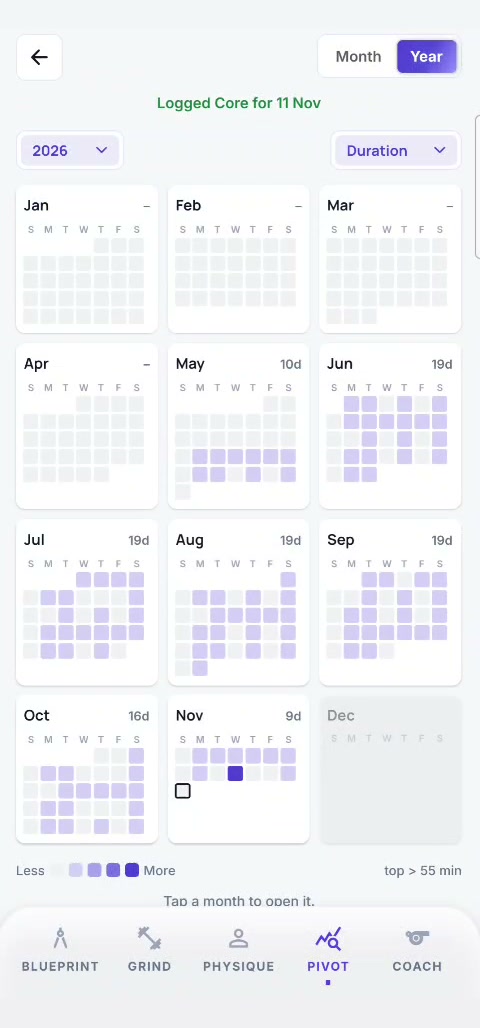 Month Year
Logged Core for 11 Nov
2026 Duration
Jan – Feb – Mar –
S M T W T F S S M T W T F S S M T W T F S
Apr – May 10d Jun 19d
S M T W T F S S M T W T F S S M T W T F S
Jul 19d Aug 19d Sep 19d
S M T W T F S S M T W T F S S M T W T F S
Oct 16d Nov 9d Dec
S M T W T F S S M T W T F S S M T W T F S
Less More top > 55 min
Tap a month to open it.
BLUEPRINT GRIND PHYSIQUE PIVOT COACH